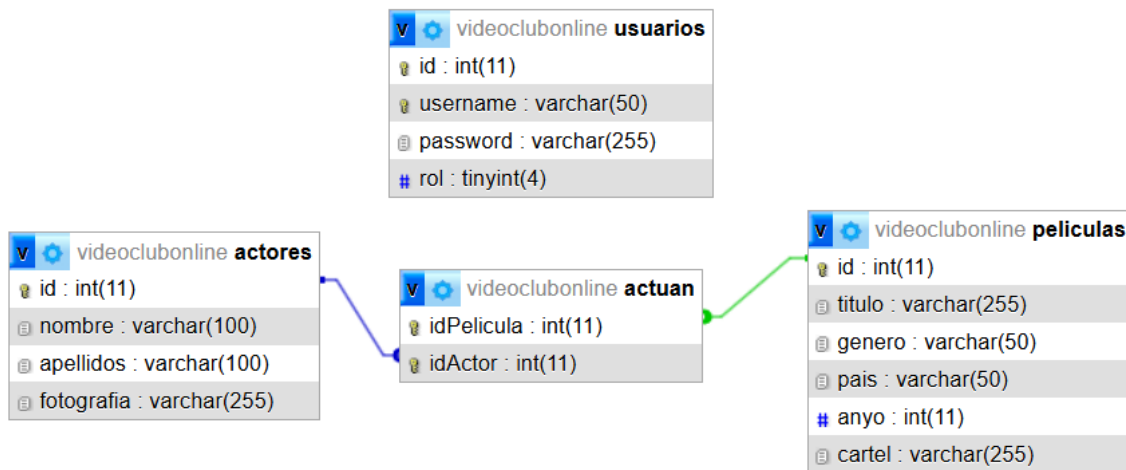 v videoclubonline usuarios
id : int(11)
username : varchar(50)
password : varchar(255)
# rol : tinyint(4)
v videoclubonline actores
id : int(11)
nombre : varchar(100)
apellidos : varchar(100)
fotografia : varchar(255)
v videoclubonline actuan
idPelicula : int(11)
idActor : int(11)
v videoclubonline peliculas
id : int(11)
titulo : varchar(255)
genero : varchar(50)
pais : varchar(50)
# anyo : int(11)
cartel : varchar(255)